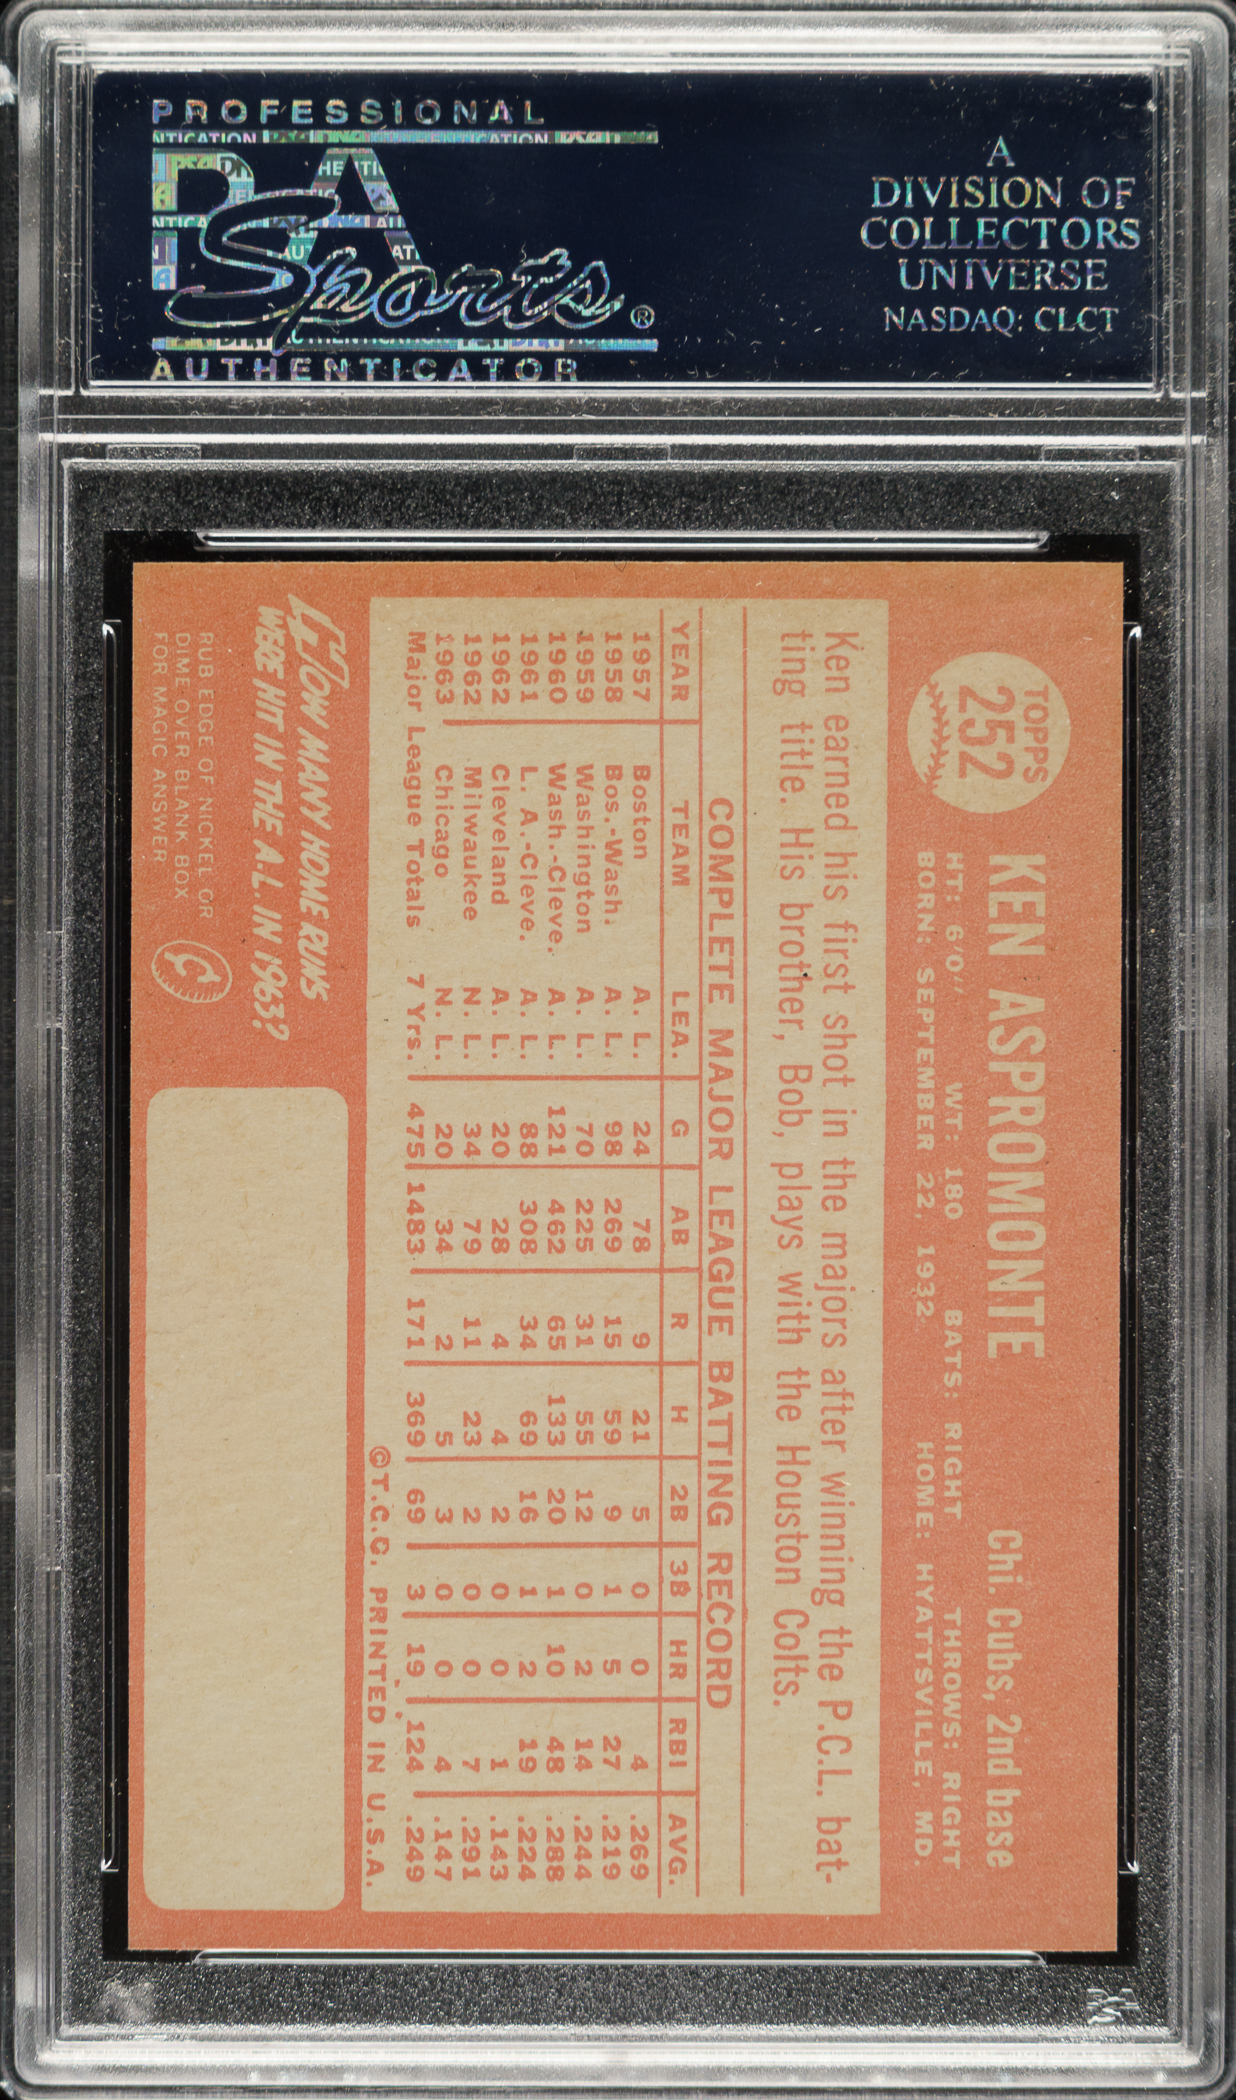 PROFESSIONAL
PSA
Sports®
AUTHENTICATOR
A
DIVISION OF
COLLECTORS
UNIVERSE
NASDAQ: CLCT
TOPPS
252
KEN ASPROMONTE Chi. Cubs, 2nd base
HT: 6'0" WT: 180 BATS: RIGHT THROWS: RIGHT
BORN: SEPTEMBER 22, 1932 HOME: HYATTSVILLE, MD.
Ken earned his first shot in the majors after winning the P.C.L. bat-
ting title. His brother, Bob, plays with the Houston Colts.
COMPLETE MAJOR LEAGUE BATTING RECORD
YEAR TEAM LEA. G AB R H 2B 3B HR RBI AVG.
1957 Boston A. L. 24 78 9 21 5 0 0 4 .269
1958 Bos.-Wash. A. L. 98 269 15 59 9 1 5 27 .219
1959 Washington A. L. 70 225 31 55 12 0 2 14 .244
1960 Wash.-Cleve. A. L. 121 462 65 133 20 1 10 48 .288
1961 L. A.-Cleve. A. L. 88 308 34 69 16 1 2 19 .224
1962 Cleveland A. L. 20 28 4 4 2 0 0 1 .143
1962 Milwaukee N. L. 34 79 11 23 2 0 0 7 .291
1963 Chicago N. L. 20 34 2 5 3 0 0 4 .147
Major League Totals 7 Yrs. 475 1483 171 369 69 3 19 124 .249
©T.C.G. PRINTED IN U.S.A.
HOW MANY HOME RUNS
WERE HIT IN THE A.L. IN 1963?
RUB EDGE OF NICKEL OR
DIME OVER BLANK BOX
FOR MAGIC ANSWER